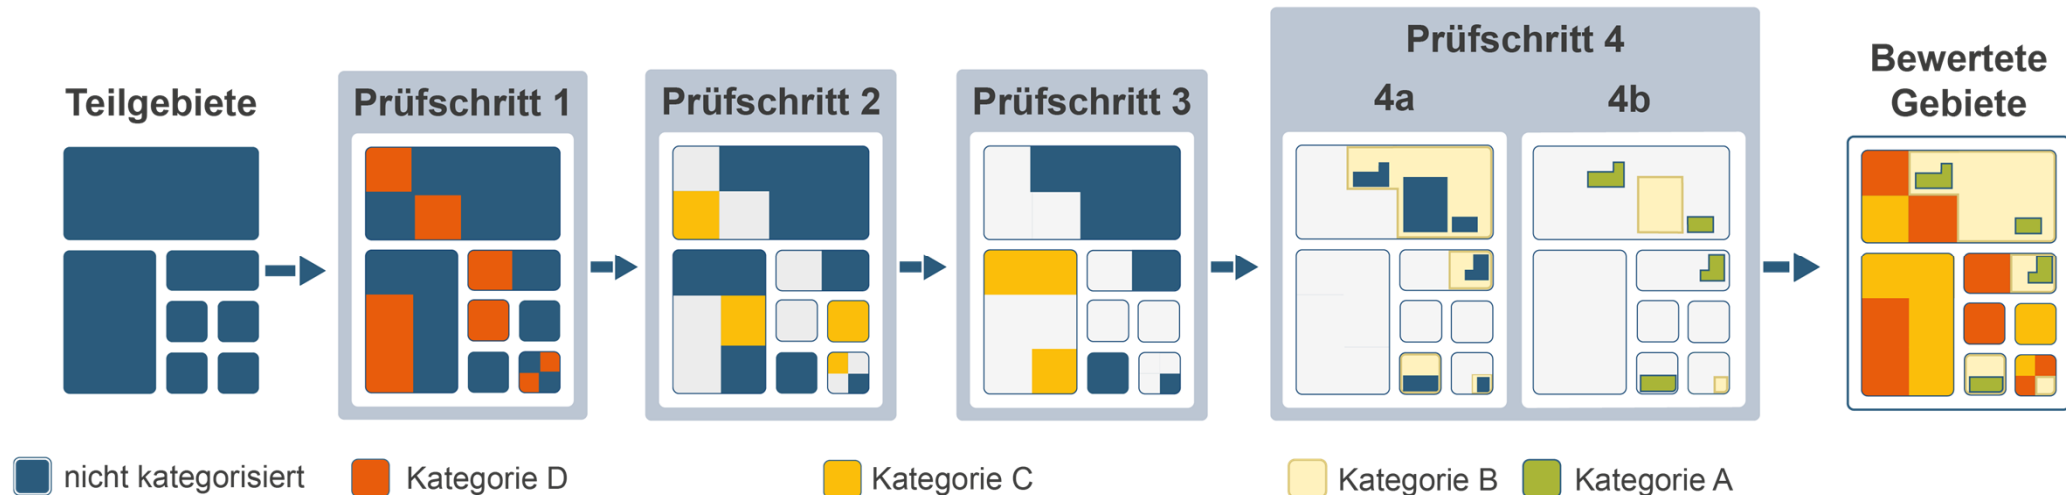 Teilgebiete
Prüfschritt 1
Prüfschritt 2
Prüfschritt 3
Prüfschritt 4
4a
4b
Bewertete
Gebiete
nicht kategorisiert
Kategorie D
Kategorie C
Kategorie B
Kategorie A